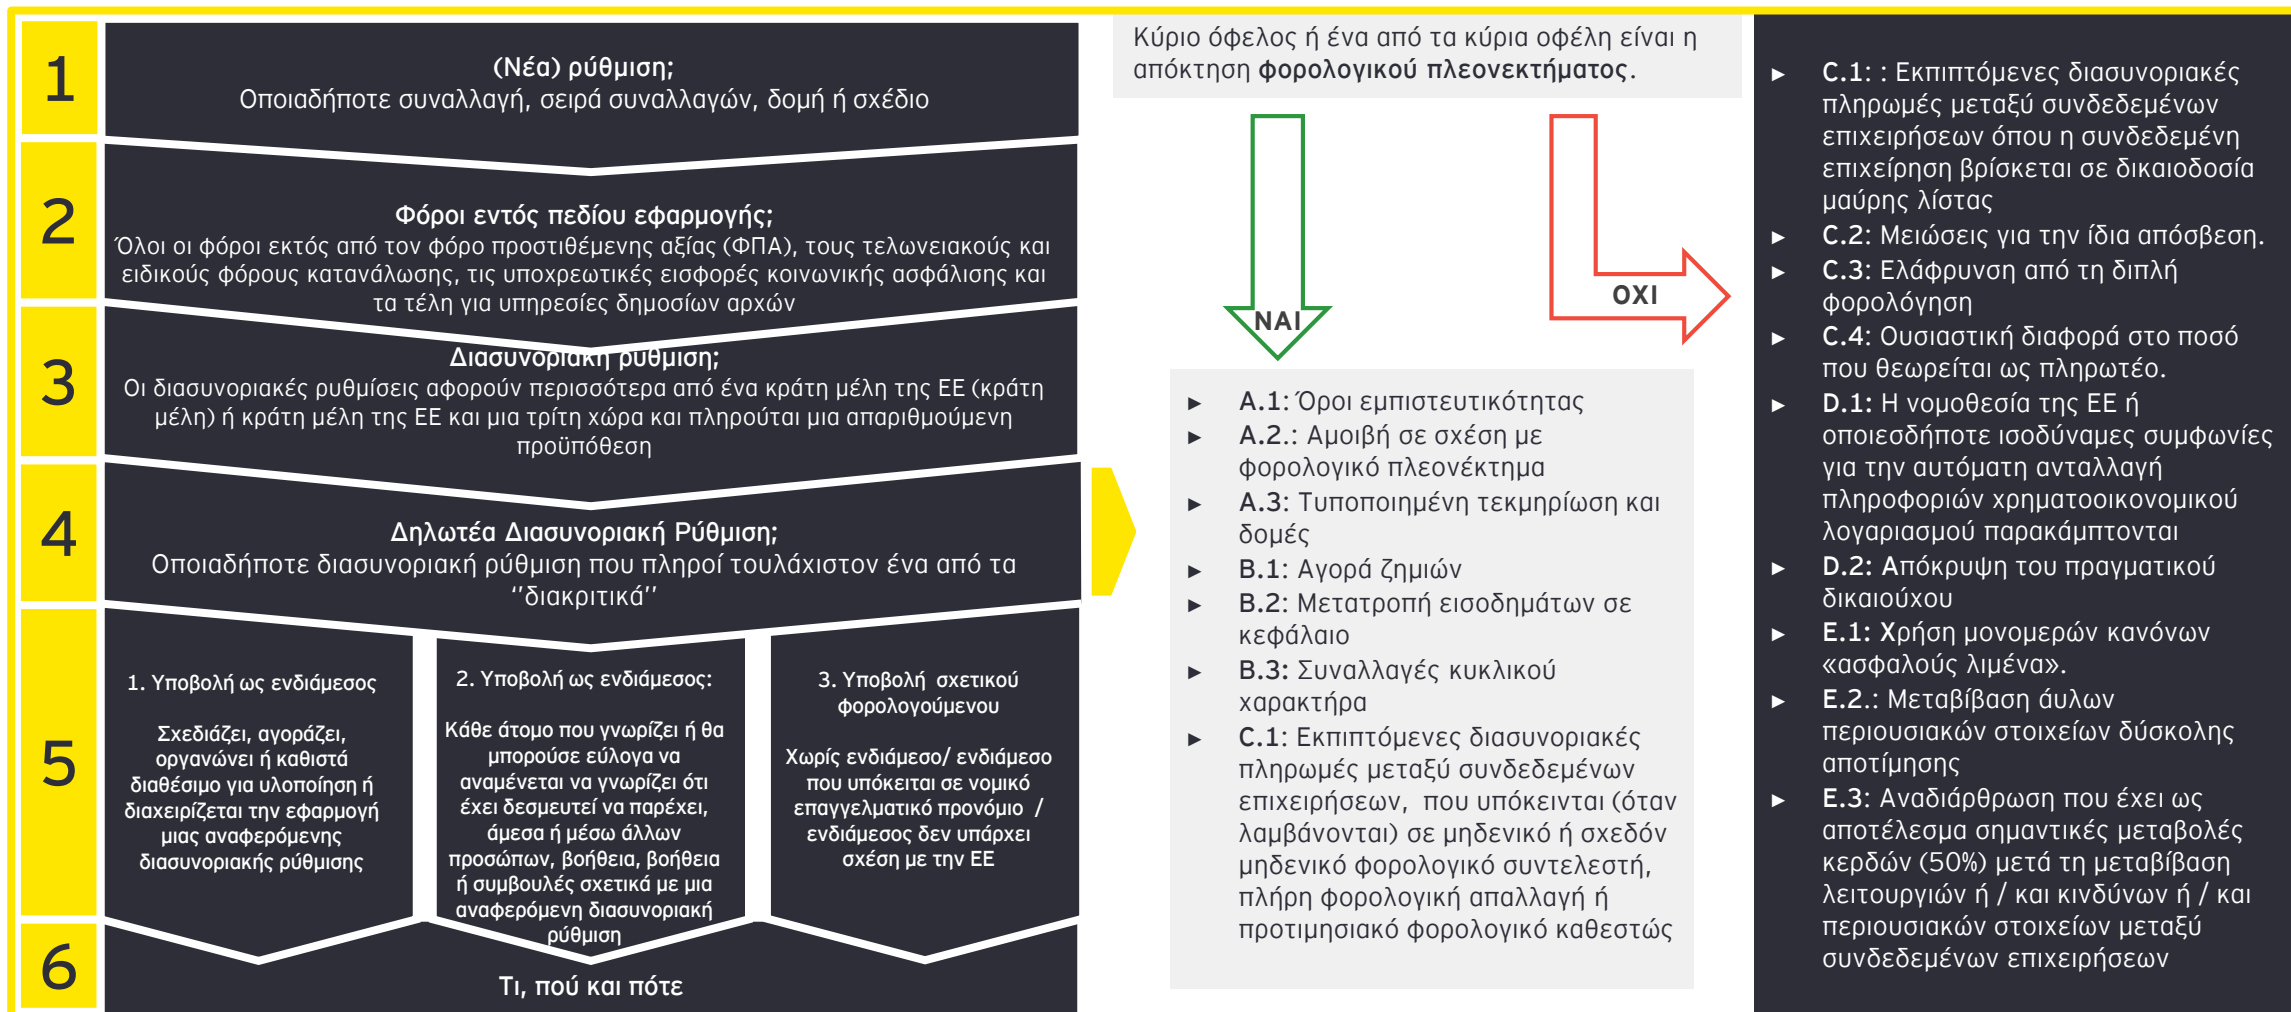 1
(Νέα) ρύθμιση;
Οποιαδήποτε συναλλαγή, σειρά συναλλαγών, δομή ή σχέδιο
2
Φόροι εντός πεδίου εφαρμογής;
Όλοι οι φόροι εκτός από τον φόρο προστιθέμενης αξίας (ΦΠΑ), τους τελωνειακούς και
ειδικούς φόρους κατανάλωσης, τις υποχρεωτικές εισφορές κοινωνικής ασφάλισης και
τα τέλη για υπηρεσίες δημοσίων αρχών
3
Διασυνοριακή ρύθμιση;
Οι διασυνοριακές ρυθμίσεις αφορούν περισσότερα από ένα κράτη μέλη της ΕΕ (κράτη
μέλη) ή κράτη μέλη της ΕΕ και μια τρίτη χώρα και πληρούται μια απαριθμούμενη
προϋπόθεση
4
Δηλωτέα Διασυνοριακή Ρύθμιση;
Οποιαδήποτε διασυνοριακή ρύθμιση που πληροί τουλάχιστον ένα από τα
''διακριτικά''
5
1. Υποβολή ως ενδιάμεσος
Σχεδιάζει, αγοράζει,
οργανώνει ή καθιστά
διαθέσιμο για υλοποίηση ή
διαχειρίζεται την εφαρμογή
μιας αναφερόμενης
διασυνοριακής ρύθμισης
2. Υποβολή ως ενδιάμεσος:
Κάθε άτομο που γνωρίζει ή θα
μπορούσε εύλογα να
αναμένεται να γνωρίζει ότι
έχει δεσμευτεί να παρέχει,
άμεσα ή μέσω άλλων
προσώπων, βοήθεια, βοήθεια
ή συμβουλές σχετικά με μια
αναφερόμενη διασυνοριακή
ρύθμιση
3. Υποβολή σχετικού
φορολογούμενου
Χωρίς ενδιάμεσο/ ενδιάμεσο
που υπόκειται σε νομικό
επαγγελματικό προνόμιο /
ενδιάμεσος δεν υπάρχει
σχέση με την ΕΕ
6
Τι, πού και πότε
Κύριο όφελος ή ένα από τα κύρια οφέλη είναι η
απόκτηση φορολογικού πλεονεκτήματος.
ΝΑΙ
ΟΧΙ
► A.1: Όροι εμπιστευτικότητας
► A.2.: Αμοιβή σε σχέση με
φορολογικό πλεονέκτημα
► A.3: Τυποποιημένη τεκμηρίωση και
δομές
► B.1: Αγορά ζημιών
► B.2: Μετατροπή εισοδημάτων σε
κεφάλαιο
► B.3: Συναλλαγές κυκλικού
χαρακτήρα
► C.1: Εκπιπτόμενες διασυνοριακές
πληρωμές μεταξύ συνδεδεμένων
επιχειρήσεων, που υπόκεινται (όταν
λαμβάνονται) σε μηδενικό ή σχεδόν
μηδενικό φορολογικό συντελεστή,
πλήρη φορολογική απαλλαγή ή
προτιμησιακό φορολογικό καθεστώς
► C.1: : Εκπιπτόμενες διασυνοριακές
πληρωμές μεταξύ συνδεδεμένων
επιχειρήσεων όπου η συνδεδεμένη
επιχείρηση βρίσκεται σε δικαιοδοσία
μαύρης λίστας
► C.2: Μειώσεις για την ίδια απόσβεση.
► C.3: Ελάφρυνση από τη διπλή
φορολόγηση
► C.4: Ουσιαστική διαφορά στο ποσό
που θεωρείται ως πληρωτέο.
► D.1: Η νομοθεσία της ΕΕ ή
οποιεσδήποτε ισοδύναμες συμφωνίες
για την αυτόματη ανταλλαγή
πληροφοριών χρηματοοικονομικού
λογαριασμού παρακάμπτονται
► D.2: Απόκρυψη του πραγματικού
δικαιούχου
► E.1: Χρήση μονομερών κανόνων
«ασφαλούς λιμένα».
► E.2.: Μεταβίβαση άυλων
περιουσιακών στοιχείων δύσκολης
αποτίμησης
► E.3: Αναδιάρθρωση που έχει ως
αποτέλεσμα σημαντικές μεταβολές
κερδών (50%) μετά τη μεταβίβαση
λειτουργιών ή / και κινδύνων ή / και
περιουσιακών στοιχείων μεταξύ
συνδεδεμένων επιχειρήσεων